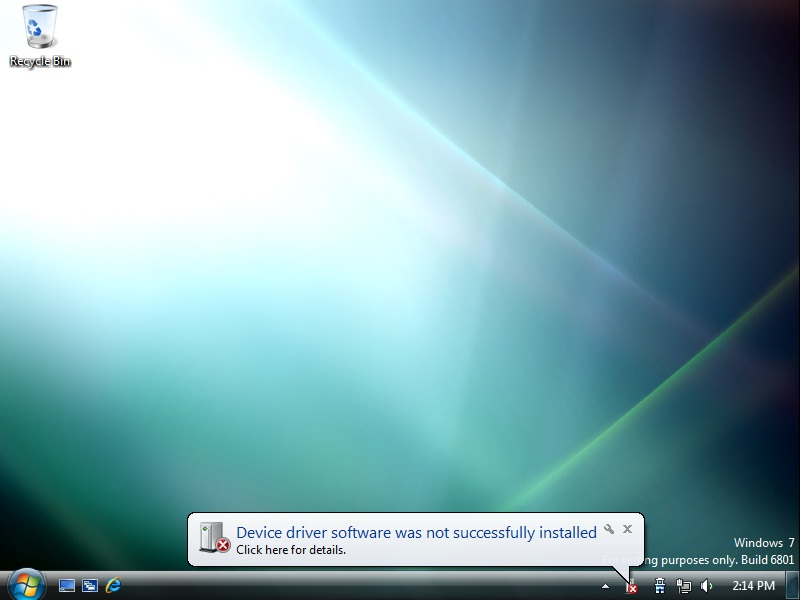 Recycle Bin
Device driver software was not successfully installed
Click here for details.
Windows 7
purposes only. Build 6801
2:14 PM